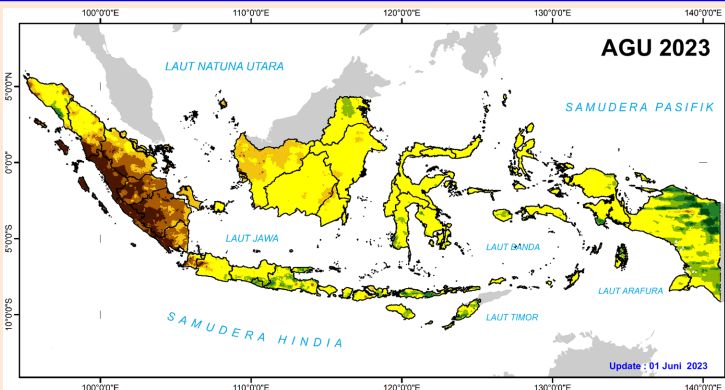 100°0'0"E 110°0'0"E 120°0'0"E 130°0'0"E 140°0'0"E
AGU 2023
LAUT NATUNA UTARA
5°0'0"N
SAMUDERA PASIFIK
0°0'0"
5°0'0"S
LAUT JAWA
LAUT BANDA
LAUT ARAFURA
10°0'0"S
SAMUDERA HINDIA
LAUT TIMOR
Update : 01 Juni 2023
100°0'0"E 110°0'0"E 120°0'0"E 130°0'0"E 140°0'0"E